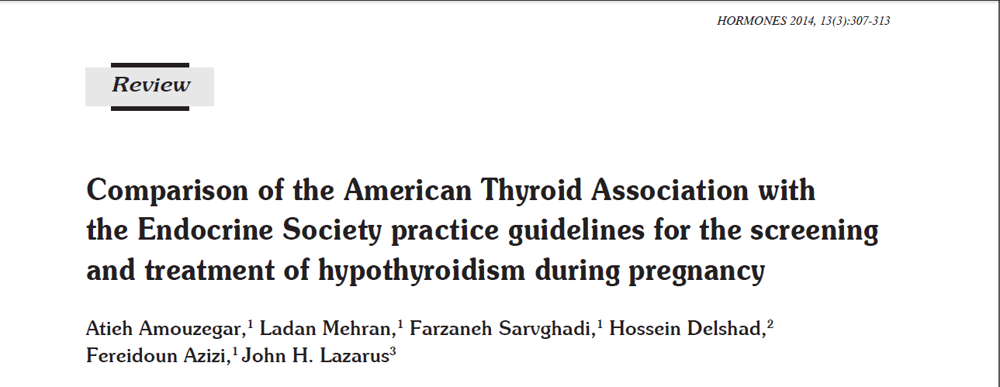 HORMONES 2014, 13(3):307-313
Review
Comparison of the American Thyroid Association with
the Endocrine Society practice guidelines for the screening
and treatment of hypothyroidism during pregnancy
Atieh Amouzegar,¹ Ladan Mehran,¹ Farzaneh Sarvghadi,¹ Hossein Delshad,²
Fereidoun Azizi,¹ John H. Lazarus³